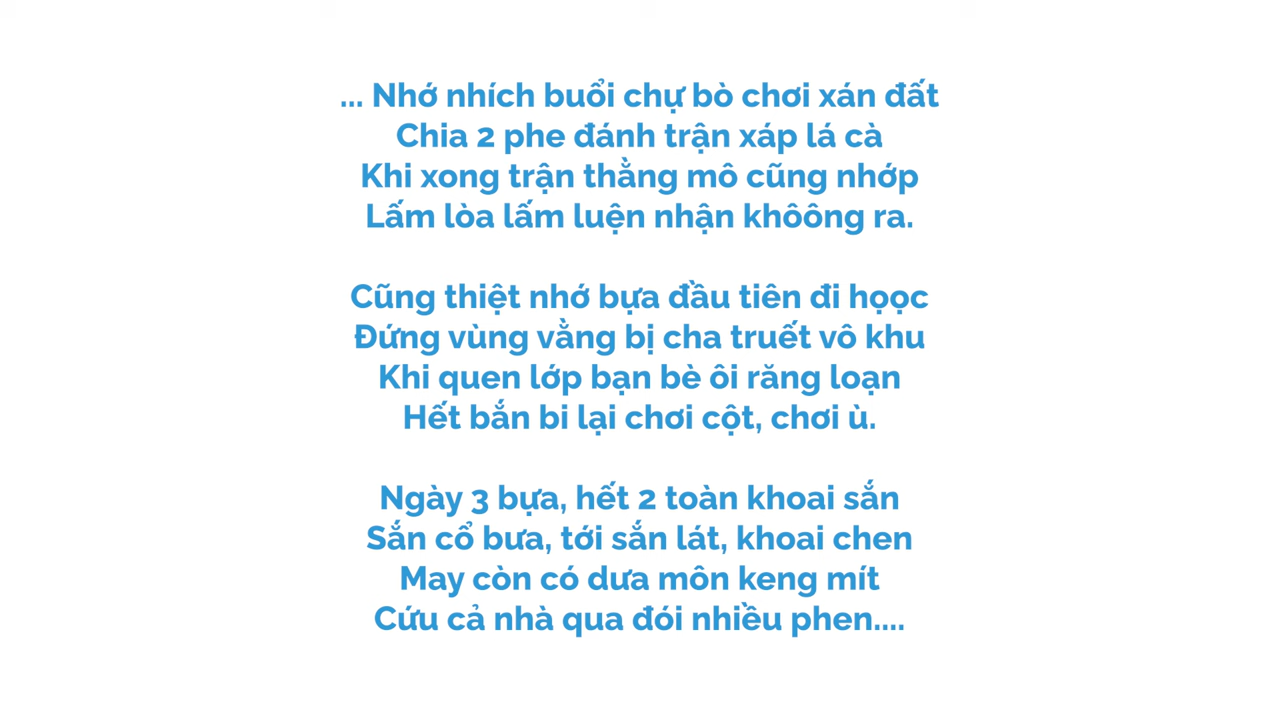 ... Nhớ nhích buổi chự bò chơi xán đất
Chia 2 phe đánh trận xáp lá cà
Khi xong trận thằng mô cũng nhớp
Lấm lòa lấm luện nhận khôông ra.
Cũng thiệt nhớ bựa đầu tiên đi họọc
Đứng vùng vằng bị cha truết vô khu
Khi quen lớp bạn bè ôi răng loạn
Hết bắn bi lại chơi cột, chơi ù.
Ngày 3 bựa, hết 2 toàn khoai sắn
Sắn cổ bưa, tới sắn lát, khoai chen
May còn có dưa môn keng mít
Cứu cả nhà qua đói nhiều phen....